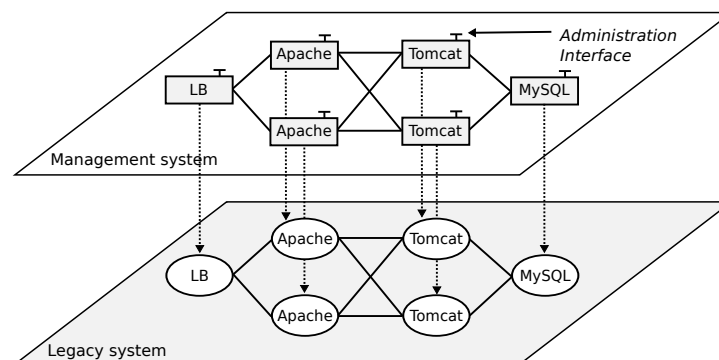 Administration
Interface
Apache
Tomcat
LB
MySQL
Apache
Tomcat
Management system
Apache
Tomcat
LB
MySQL
Apache
Tomcat
Legacy system